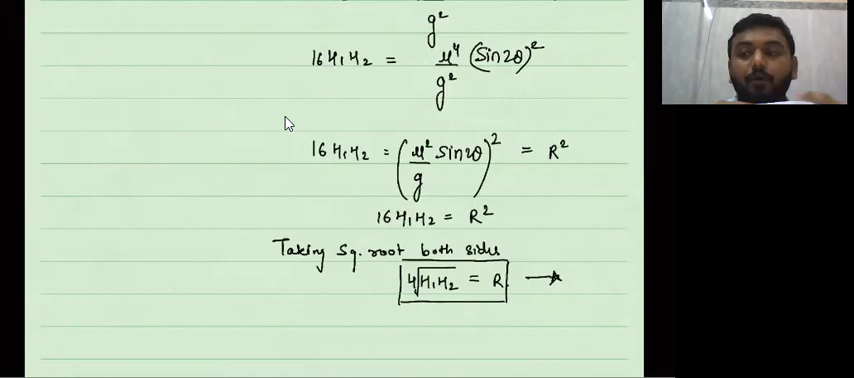 g²
16H₁H₂ = u⁴/g² (Sin2θ)²
16H₁H₂ = (u²/g Sin2θ)² = R²
16H₁H₂ = R²
Taking Sq. root both sides
4√H₁H₂ = R →★